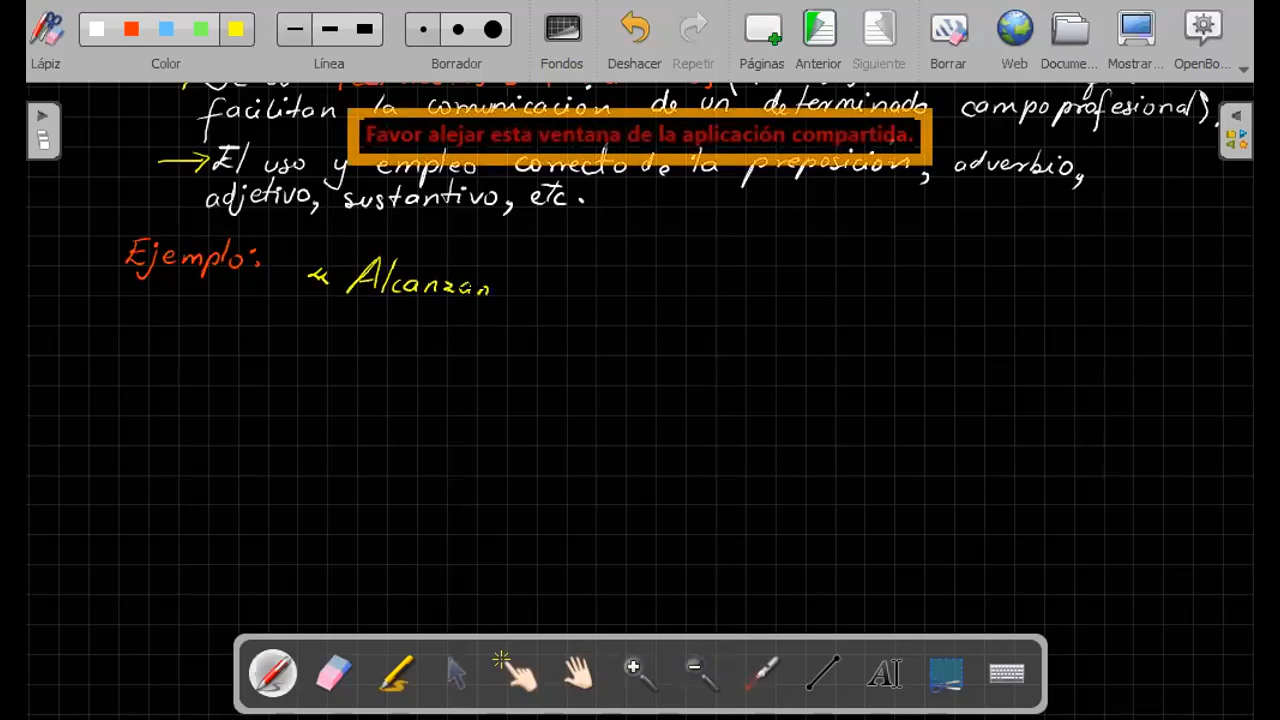 Lápiz Color Línea Borrador Fondos Deshacer Repetir Páginas Anterior Siguiente Borrar Web Docume... Mostrar... OpenBo...
facilitan la comunicación de un determinado campo profesional),
Favor alejar esta ventana de la aplicación compartida.
El uso y empleo correcto de la preposición, adverbio,
adjetivo, sustantivo, etc.
Ejemplo:
" Alcanzan